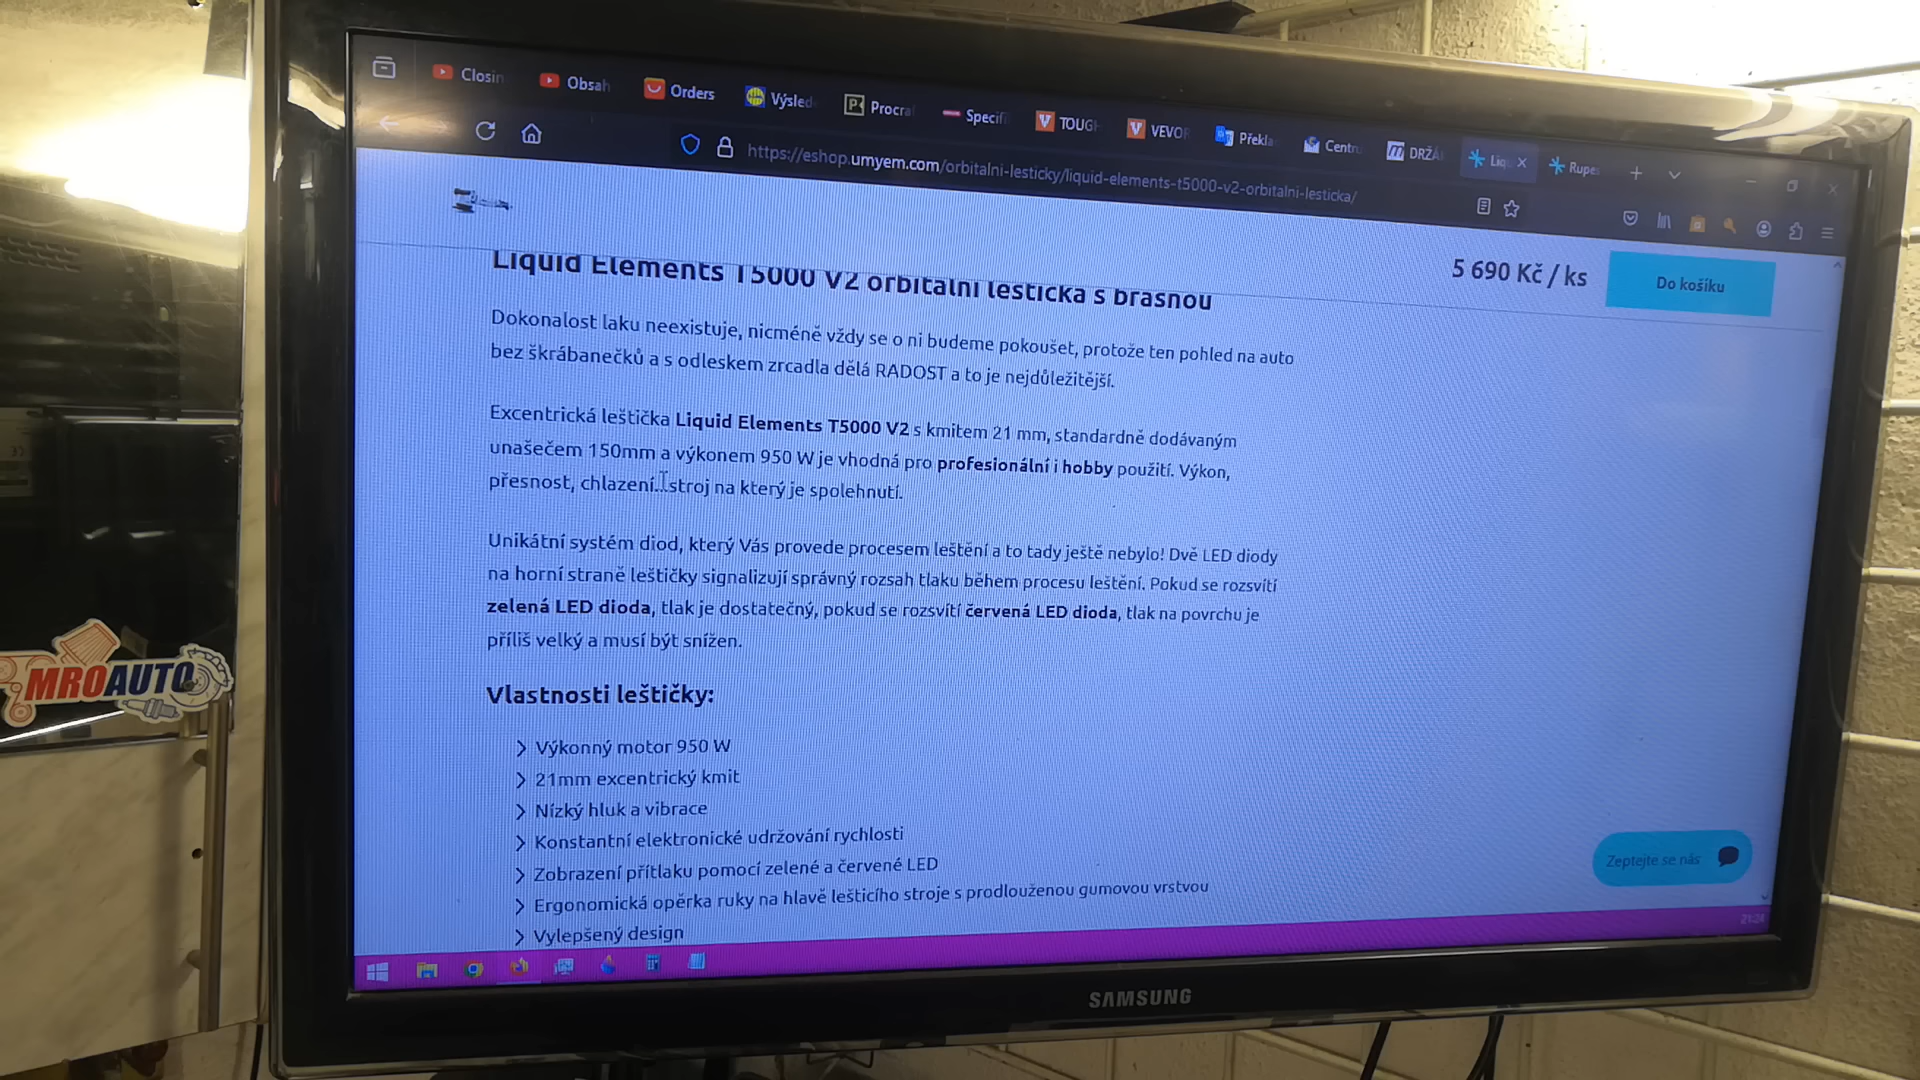 Closin
Obsah
Orders
Výsled
Procra
Specifi
TOUGH
VEVOR
Překla
Centru
DRŽÁ
Liq
Rupes
https://eshop.umyem.com/orbitalni-lesticky/liquid-elements-t5000-v2-orbitalni-lesticka/
Liquid Elements T5000 V2 orbitální leštička s brašnou
5 690 Kč / ks
Do košíku
Dokonalost laku neexistuje, nicméně vždy se o ni budeme pokoušet, protože ten pohled na auto
bez škrábanečků a s odleskem zrcadla dělá RADOST a to je nejdůležitější.
Excentrická leštička Liquid Elements T5000 V2 s kmitem 21 mm, standardně dodávaným
unašečem 150mm a výkonem 950 W je vhodná pro profesionální i hobby použití. Výkon,
přesnost, chlazení...stroj na který je spolehnutí.
Unikátní systém diod, který Vás provede procesem leštění a to tady ještě nebylo! Dvě LED diody
na horní straně leštičky signalizují správný rozsah tlaku během procesu leštění. Pokud se rozsvítí
zelená LED dioda, tlak je dostatečný, pokud se rozsvítí červená LED dioda, tlak na povrchu je
příliš velký a musí být snížen.
Vlastnosti leštičky:
Výkonný motor 950 W
21mm excentrický kmit
Nízký hluk a vibrace
Konstantní elektronické udržování rychlosti
Zobrazení přítlaku pomocí zelené a červené LED
Ergonomická opěrka ruky na hlavě leštícího stroje s prodlouženou gumovou vrstvou
Vylepšený design
Zeptejte se nás
21:24
SAMSUNG
MROAUTO